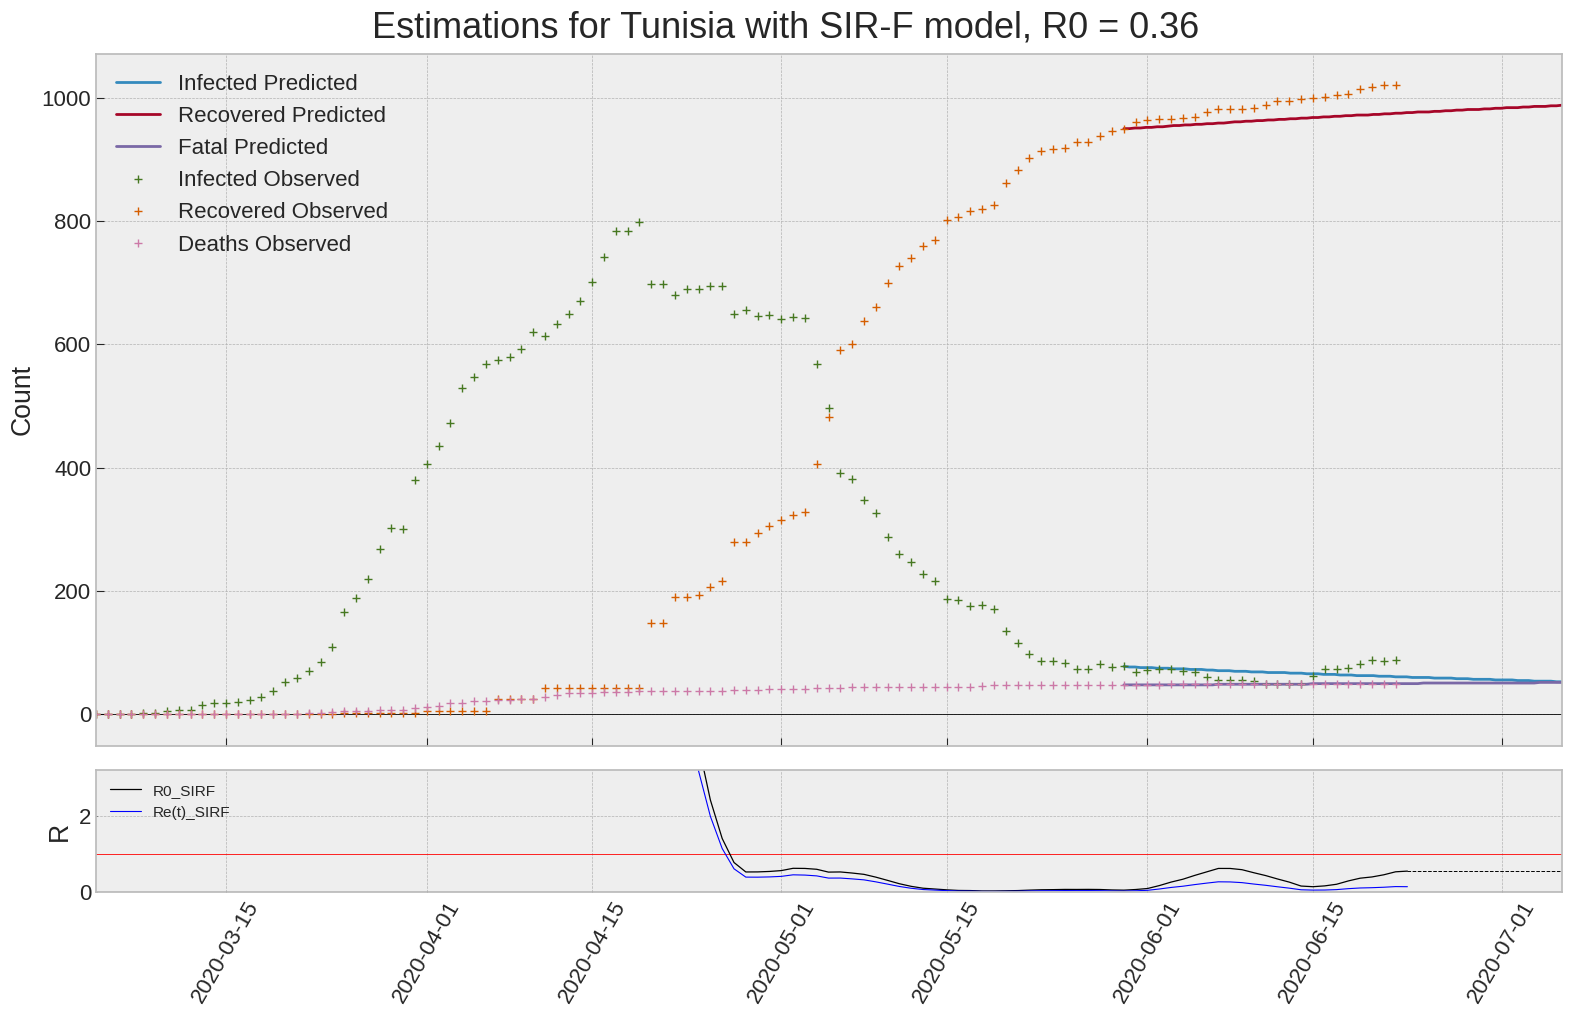 Estimations for Tunisia with SIR-F model, R0 = 0.36
Infected Predicted
Recovered Predicted
Fatal Predicted
Infected Observed
Recovered Observed
Deaths Observed
1000
800
600
400
200
0
Count
R0_SIRF
Re(t)_SIRF
2
0
R
2020-03-15
2020-04-01
2020-04-15
2020-05-01
2020-05-15
2020-06-01
2020-06-15
2020-07-01